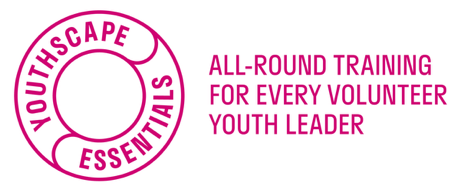 YOUTHSCAPE
ESSENTIALS
ALL-ROUND TRAINING
FOR EVERY VOLUNTEER
YOUTH LEADER